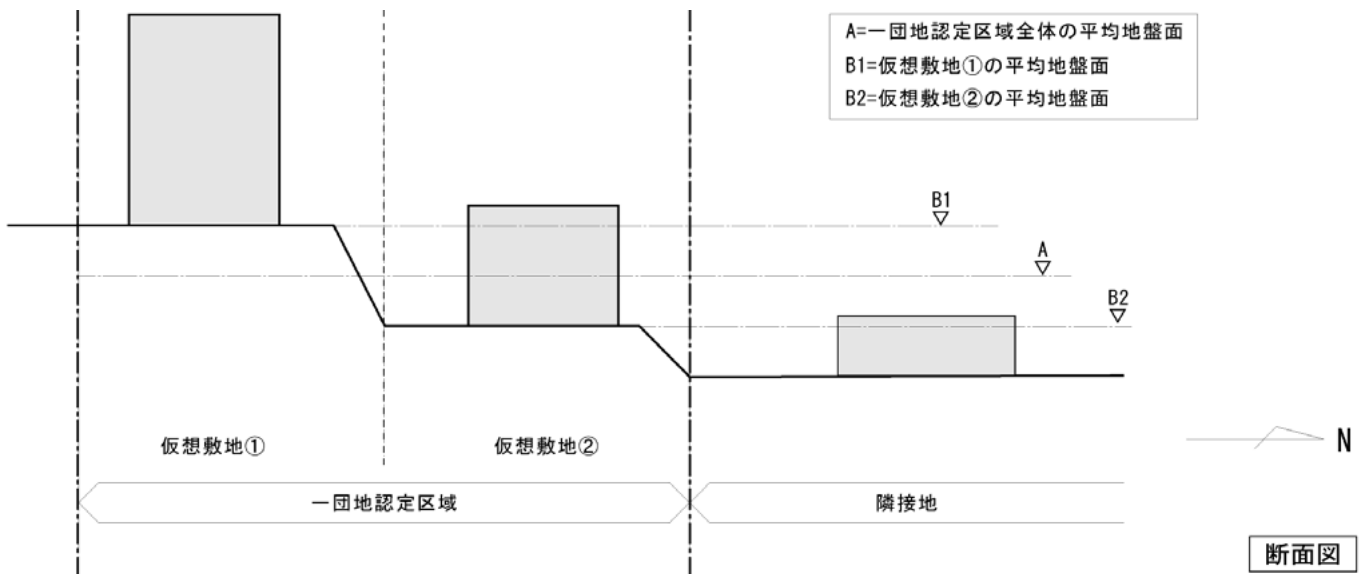 A=一団地認定区域全体の平均地盤面
B1=仮想敷地①の平均地盤面
B2=仮想敷地②の平均地盤面
B1
A
B2
仮想敷地①
仮想敷地②
N
一団地認定区域
隣接地
断面図